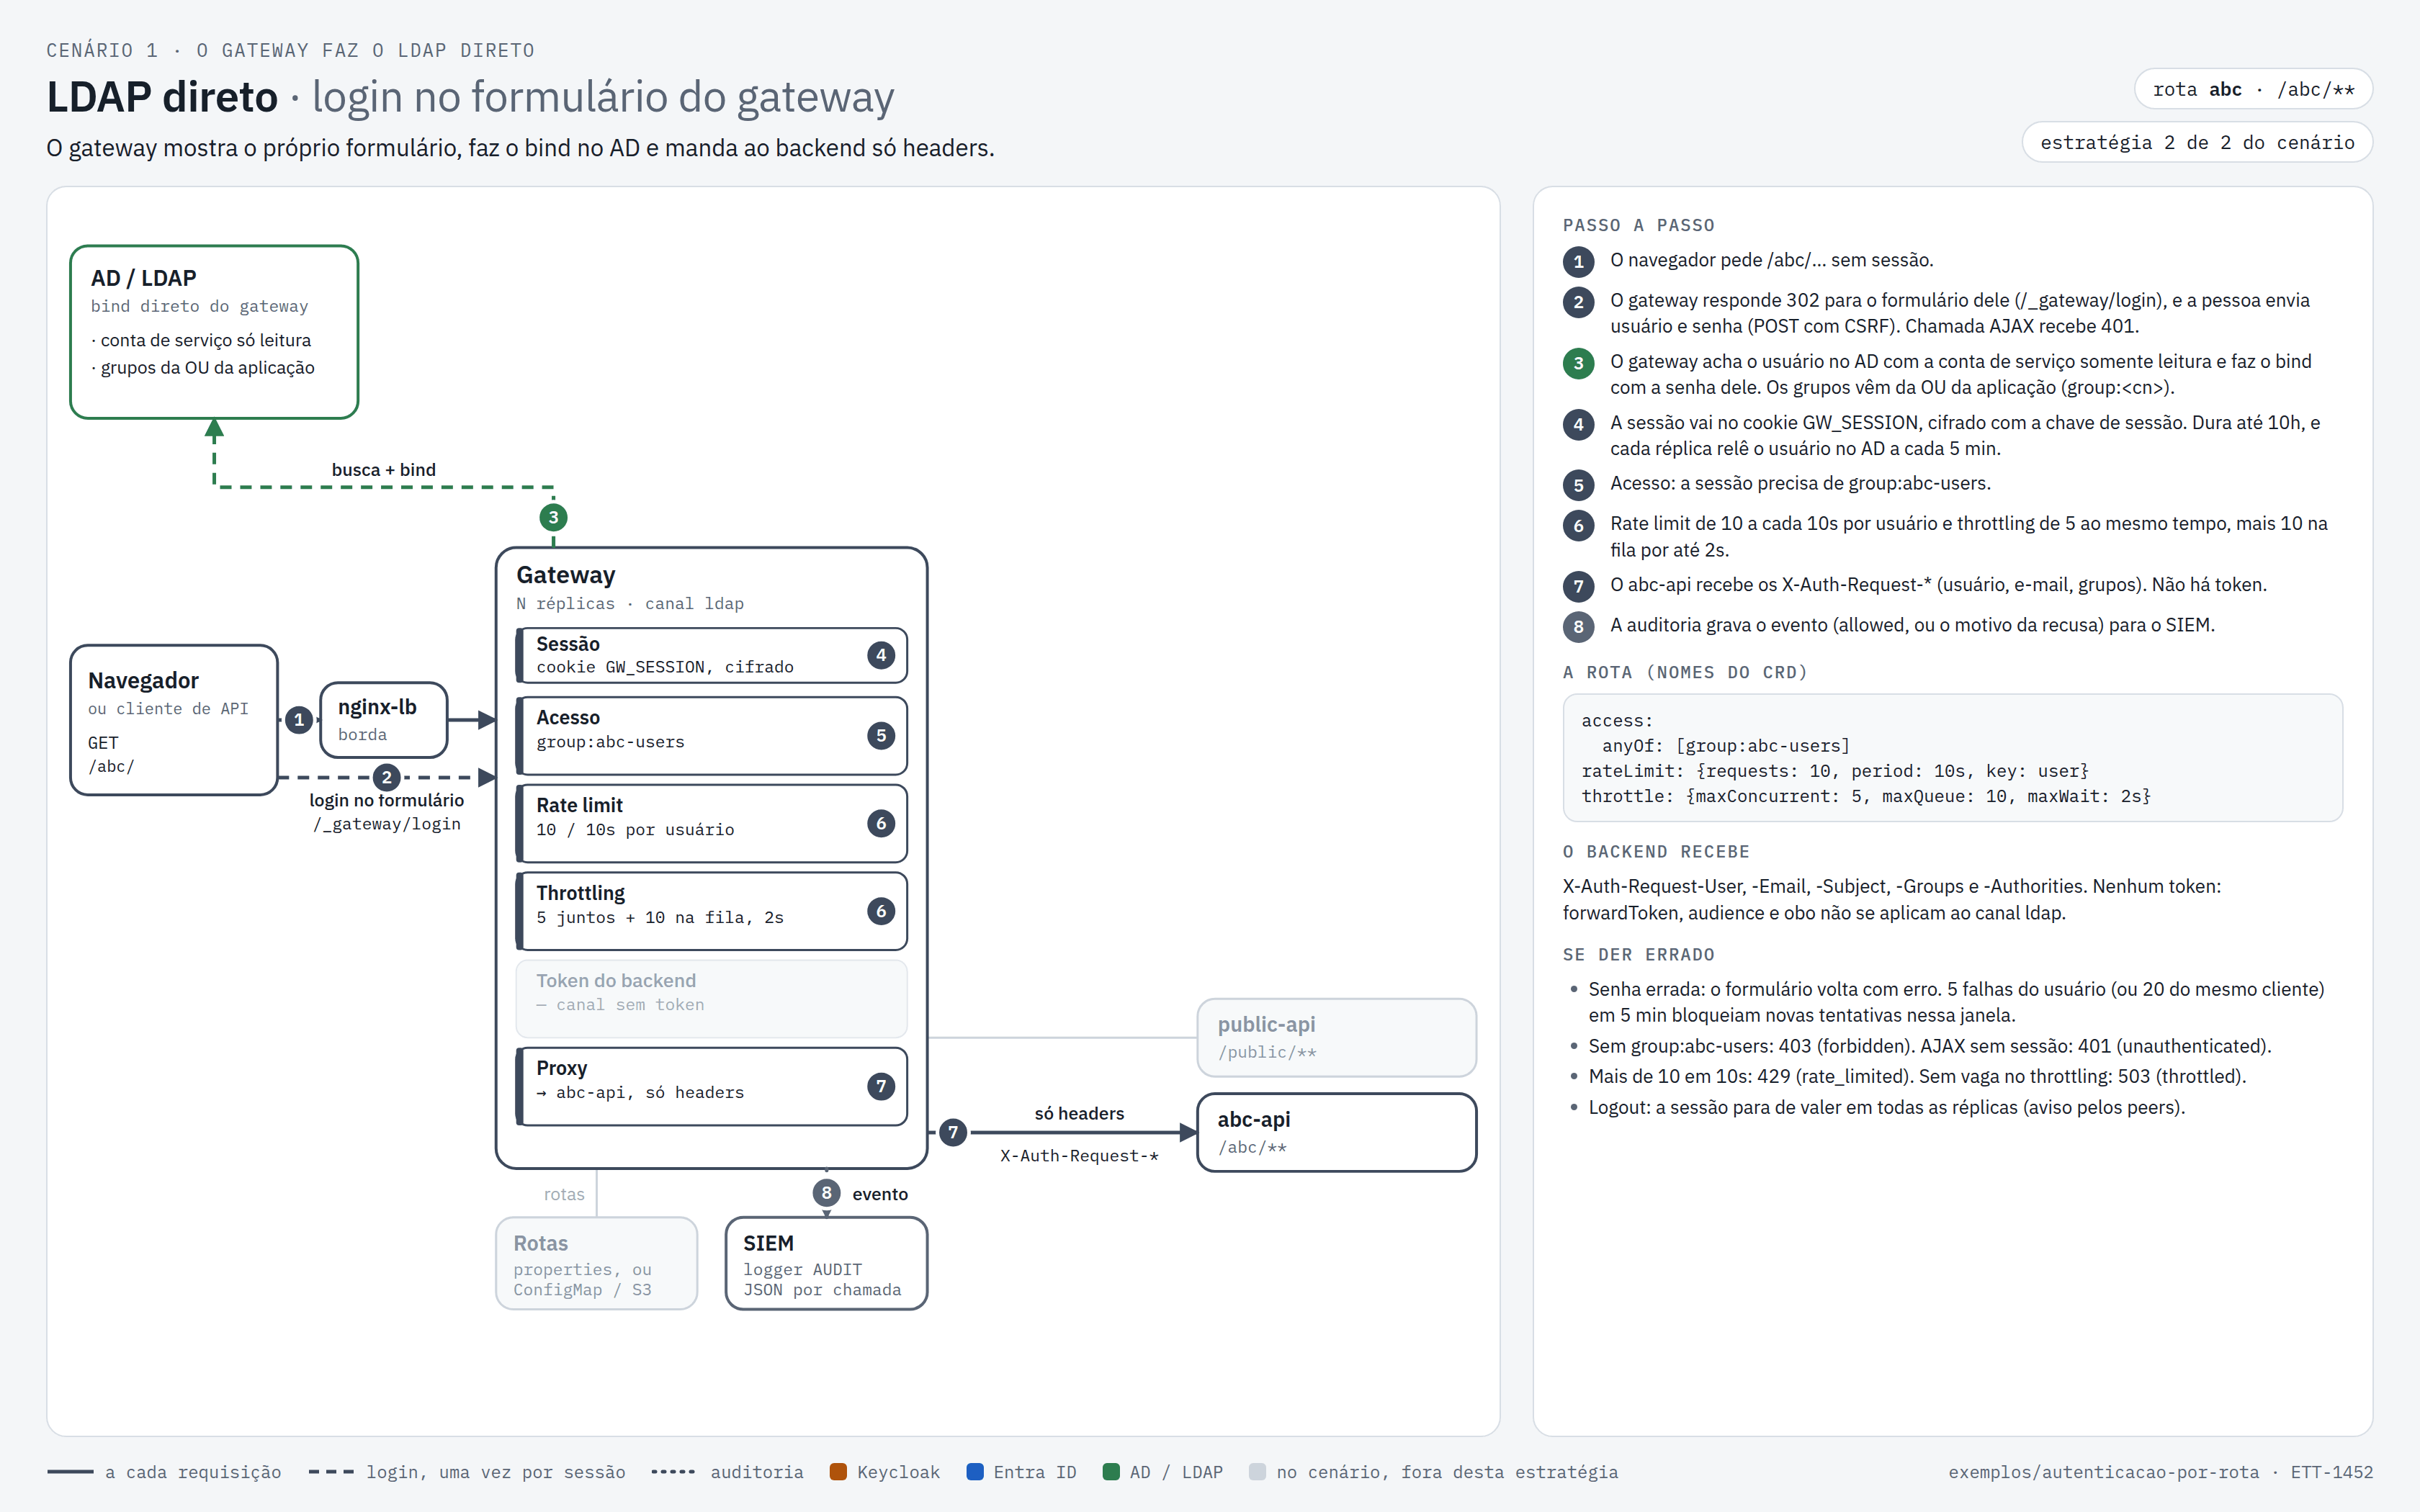 CENÁRIO 1 · O GATEWAY FAZ O LDAP DIRETO
LDAP direto · login no formulário do gateway
O gateway mostra o próprio formulário, faz o bind no AD e manda ao backend só headers.
rota abc · /abc/**
estratégia 2 de 2 do cenário
AD / LDAP
bind direto do gateway
· conta de serviço só leitura
· grupos da OU da aplicação
busca + bind
3
Gateway
N réplicas · canal ldap
Sessão
cookie GW_SESSION, cifrado
4
Navegador
ou cliente de API
GET
/abc/
1
nginx-lb
borda
2
login no formulário
/_gateway/login
Acesso
group:abc-users
5
Rate limit
10 / 10s por usuário
6
Throttling
5 juntos + 10 na fila, 2s
6
Token do backend
— canal sem token
Proxy
→ abc-api, só headers
7
public-api
/public/**
7
só headers
X-Auth-Request-*
abc-api
/abc/**
rotas
8
evento
Rotas
properties, ou
ConfigMap / S3
SIEM
logger AUDIT
JSON por chamada
PASSO A PASSO
1 O navegador pede /abc/... sem sessão.
2 O gateway responde 302 para o formulário dele (/_gateway/login), e a pessoa envia
usuário e senha (POST com CSRF). Chamada AJAX recebe 401.
3 O gateway acha o usuário no AD com a conta de serviço somente leitura e faz o bind
com a senha dele. Os grupos vêm da OU da aplicação (group:<cn>).
4 A sessão vai no cookie GW_SESSION, cifrado com a chave de sessão. Dura até 10h, e
cada réplica relê o usuário no AD a cada 5 min.
5 Acesso: a sessão precisa de group:abc-users.
6 Rate limit de 10 a cada 10s por usuário e throttling de 5 ao mesmo tempo, mais 10 na
fila por até 2s.
7 O abc-api recebe os X-Auth-Request-* (usuário, e-mail, grupos). Não há token.
8 A auditoria grava o evento (allowed, ou o motivo da recusa) para o SIEM.
A ROTA (NOMES DO CRD)
access:
  anyOf: [group:abc-users]
rateLimit: {requests: 10, period: 10s, key: user}
throttle: {maxConcurrent: 5, maxQueue: 10, maxWait: 2s}
O BACKEND RECEBE
X-Auth-Request-User, -Email, -Subject, -Groups e -Authorities. Nenhum token:
forwardToken, audience e obo não se aplicam ao canal ldap.
SE DER ERRADO
• Senha errada: o formulário volta com erro. 5 falhas do usuário (ou 20 do mesmo cliente)
em 5 min bloqueiam novas tentativas nessa janela.
• Sem group:abc-users: 403 (forbidden). AJAX sem sessão: 401 (unauthenticated).
• Mais de 10 em 10s: 429 (rate_limited). Sem vaga no throttling: 503 (throttled).
• Logout: a sessão para de valer em todas as réplicas (aviso pelos peers).
a cada requisição
login, uma vez por sessão
auditoria
Keycloak
Entra ID
AD / LDAP
no cenário, fora desta estratégia
exemplos/autenticacao-por-rota · ETT-1452